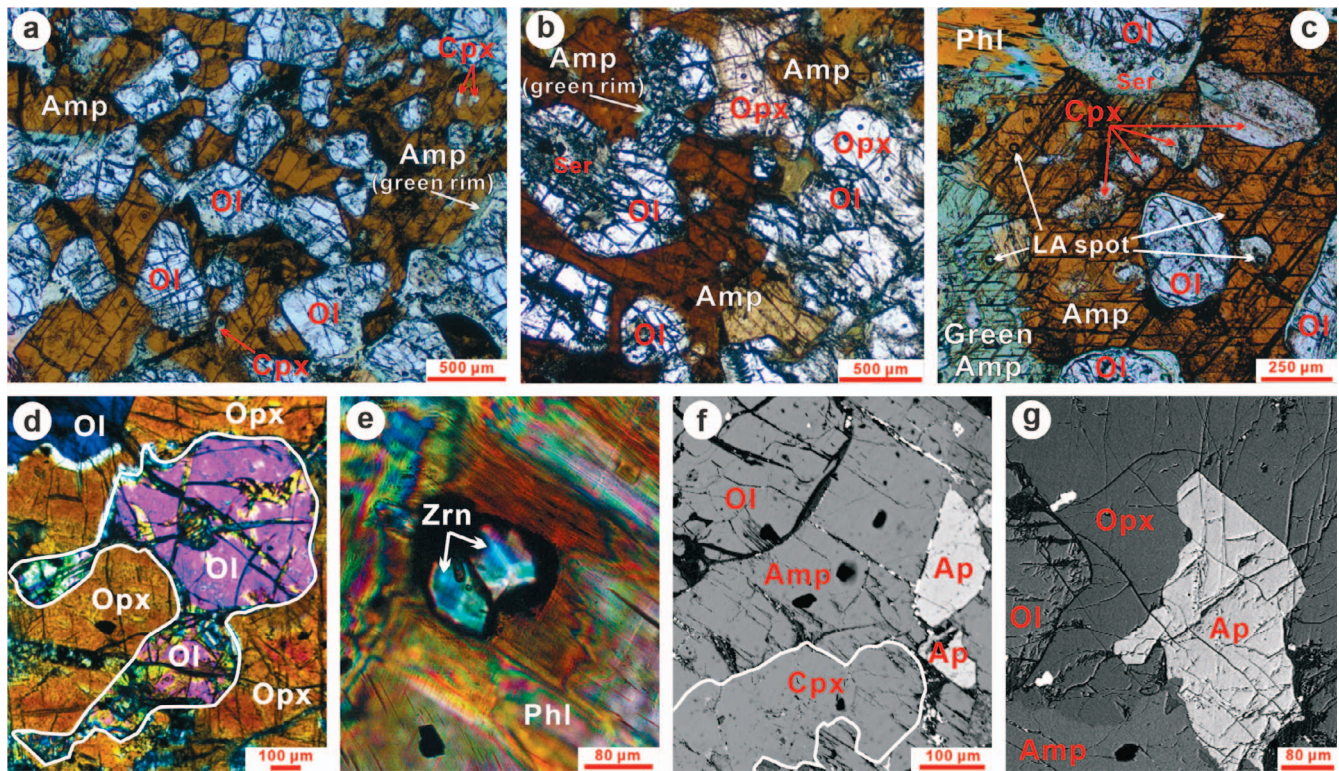 a
Cpx
Amp
Amp
(green rim)
Ol
Ol
Ol
Cpx
500 µm
b
Amp
(green rim)
Amp
Opx
Opx
Ser
Ol
Ol
Amp
Ol
500 µm
c
Phl
Ol
Ser
Cpx
LA spot
Ol
Amp
Green
Amp
Ol
Ol
250 µm
d
Ol
Opx
Ol
Opx
Ol
Opx
100 µm
e
Zrn
Phl
80 µm
f
Ol
Amp
Ap
Ap
Cpx
100 µm
g
Opx
Ol
Ap
Amp
80 µm